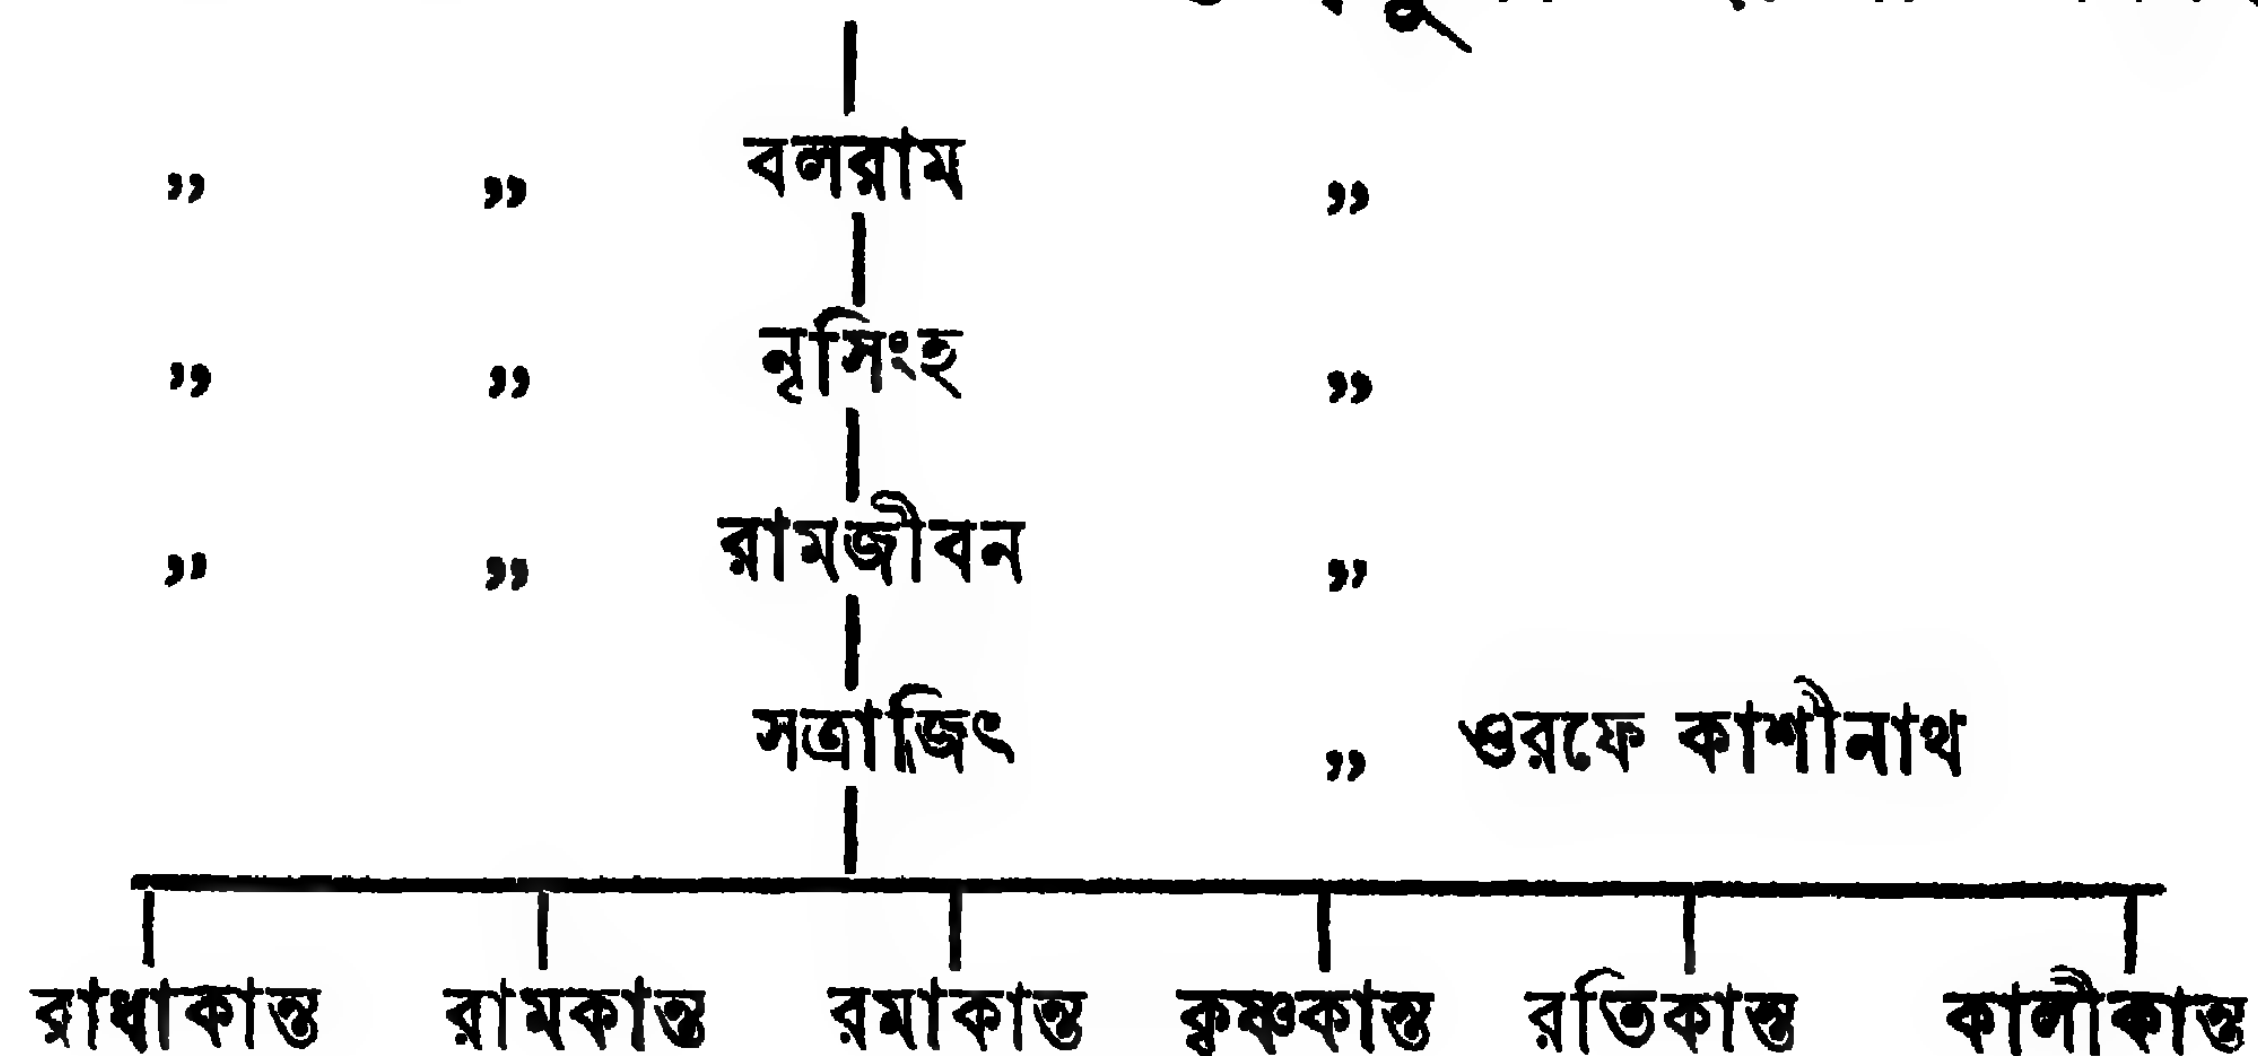 „ „ বলরাম „
„ „ নৃসিংহ „
„ „ রামজীবন „
সত্রাজিৎ „ ওরফে কাশীনাথ
রাধাকান্ত রামকান্ত রমাকান্ত কৃষ্ণকান্ত রতিকান্ত কালীকান্ত